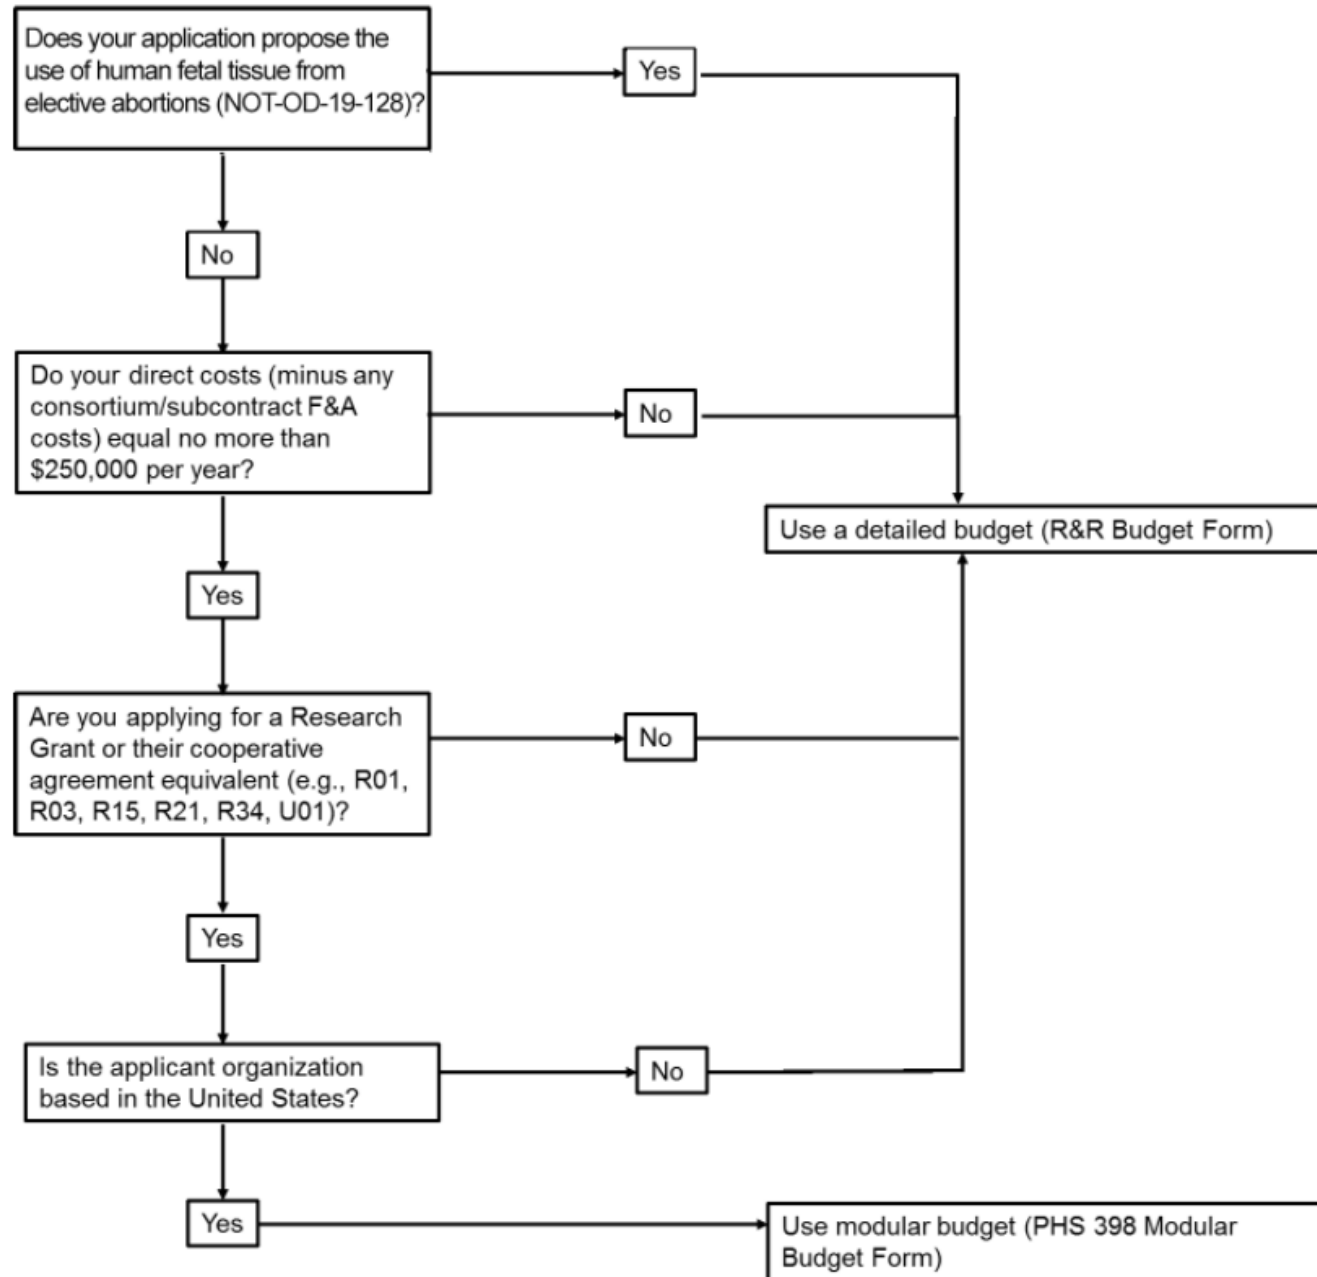 Does your application propose the
use of human fetal tissue from
elective abortions (NOT-OD-19-128)?
Yes
No
Do your direct costs (minus any
consortium/subcontract F&A
costs) equal no more than
$250,000 per year?
No
Use a detailed budget (R&R Budget Form)
Yes
Are you applying for a Research
Grant or their cooperative
agreement equivalent (e.g., R01,
R03, R15, R21, R34, U01)?
No
Yes
Is the applicant organization
based in the United States?
No
Yes
Use modular budget (PHS 398 Modular
Budget Form)